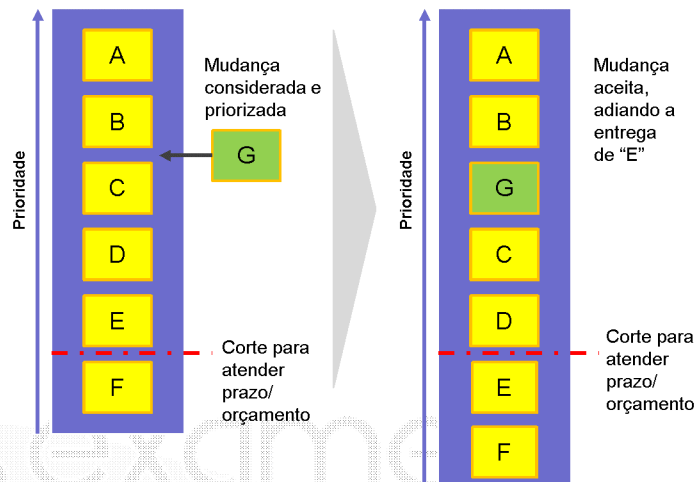 Prioridade
A
B
C
D
E
F
Mudança
considerada e
priorizada
G
Corte para
atender
prazo/
orçamento
Prioridade
A
B
G
C
D
E
F
Mudança
aceita,
adiando a
entrega
de “E”
Corte para
atender
prazo/
orçamento